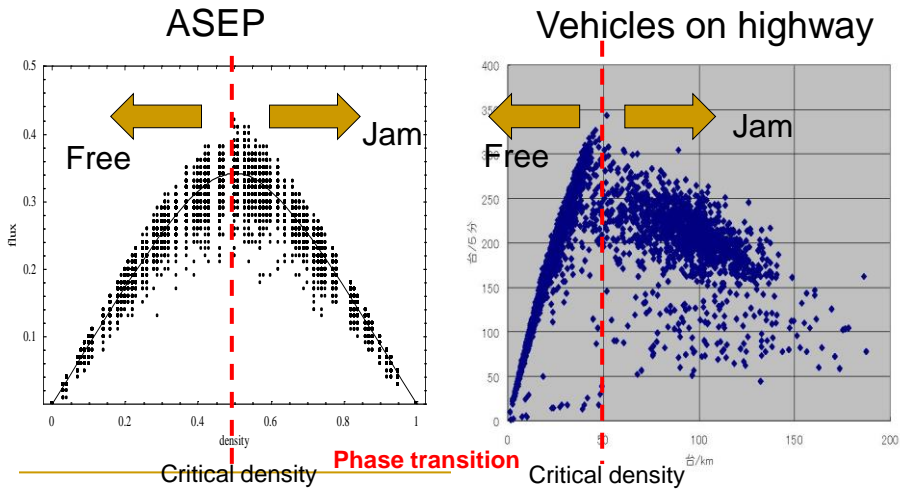 ASEP
Vehicles on highway
0.5
0.4
0.3
0.2
0.1
flux
0
0.2
0.4
0.6
0.8
1
density
Free
Jam
Critical density
Phase transition
400
350
300
250
200
150
100
50
0
台/5分
0
50
100
150
200
台/km
Free
Jam
Critical density